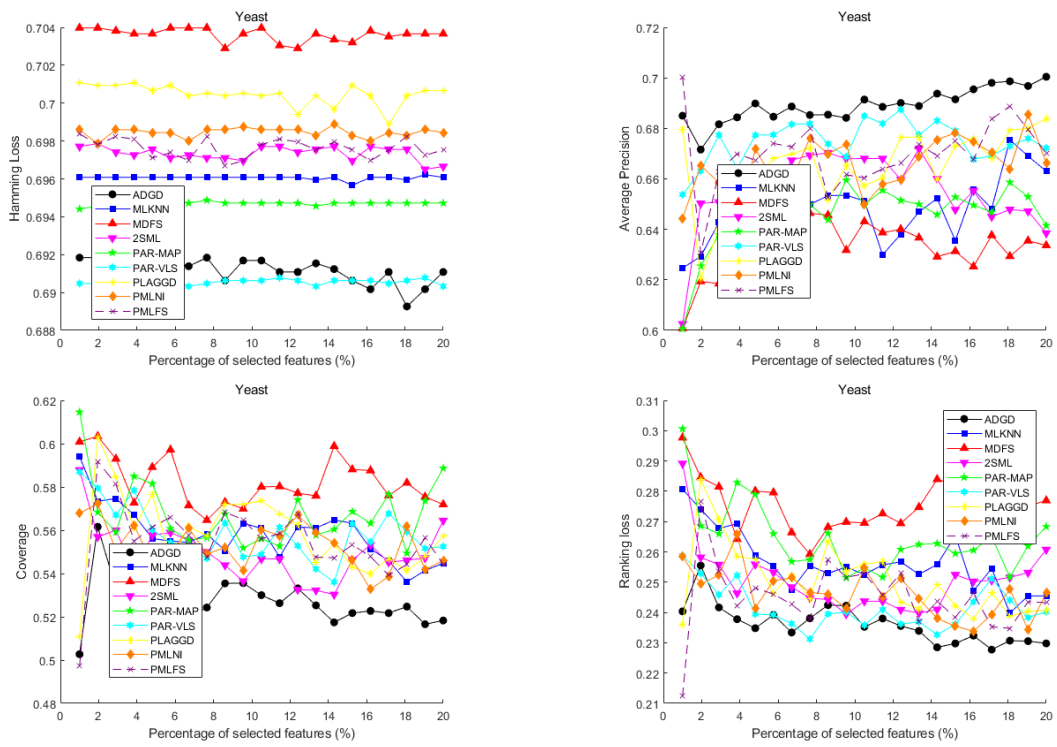 Yeast
0.704
0.702
0.7
0.698
0.696
0.694
0.692
0.69
0.688
Hamming Loss
ADGD
MLKNN
MDFS
2SML
PAR-MAP
PAR-VLS
PLAGGD
PMLNI
PMLFS
0 2 4 6 8 10 12 14 16 18 20
Percentage of selected features (%)
Yeast
0.72
0.7
0.68
0.66
0.64
0.62
0.6
Average Precision
ADGD
MLKNN
MDFS
2SML
PAR-MAP
PAR-VLS
PLAGGD
PMLNI
PMLFS
0 2 4 6 8 10 12 14 16 18 20
Percentage of selected features (%)
Yeast
0.62
0.6
0.58
0.56
0.54
0.52
0.5
0.48
Coverage
ADGD
MLKNN
MDFS
2SML
PAR-MAP
PAR-VLS
PLAGGD
PMLNI
PMLFS
0 2 4 6 8 10 12 14 16 18 20
Percentage of selected features (%)
Yeast
0.31
0.3
0.29
0.28
0.27
0.26
0.25
0.24
0.23
0.22
0.21
Ranking loss
ADGD
MLKNN
MDFS
2SML
PAR-MAP
PAR-VLS
PLAGGD
PMLNI
PMLFS
0 2 4 6 8 10 12 14 16 18 20
Percentage of selected features (%)